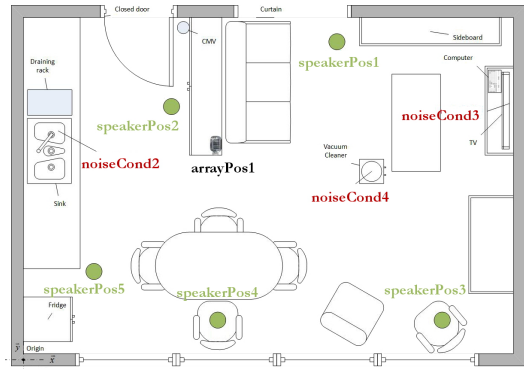 Closed door
Curtain
Sideboard
CMV
speakerPos1
Computer
Draining
rack
speakerPos2
noiseCond3
TV
noiseCond2
arrayPos1
Vacuum
Cleaner
noiseCond4
Sink
speakerPos5
speakerPos4
speakerPos3
Fridge
y
Origin
x